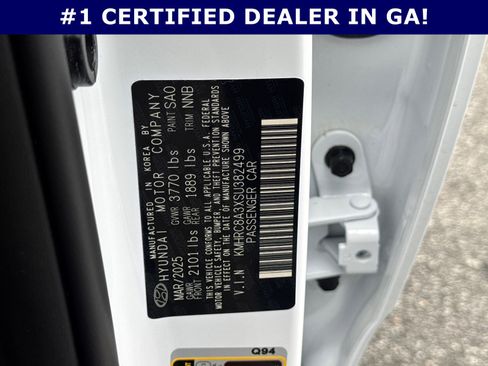 #1 CERTIFIED DEALER IN GA!
MANUFACTURED IN KOREA BY
HYUNDAI MOTOR COMPANY
MAR/2025 GVWR 3770 lbs PAINT SAO
GAWR FRONT 2101 lbs GAWR REAR 1889 lbs TRIM NNB
THIS VEHICLE CONFORMS TO ALL APPLICABLE U.S.A. FEDERAL
MOTOR VEHICLE SAFETY, BUMPER, AND THEFT PREVENTION STANDARDS
IN EFFECT ON THE DATE OF MANUFACTURE SHOWN ABOVE
V.I.N KMHRC8A3XSU382499
PASSENGER CAR
Q94